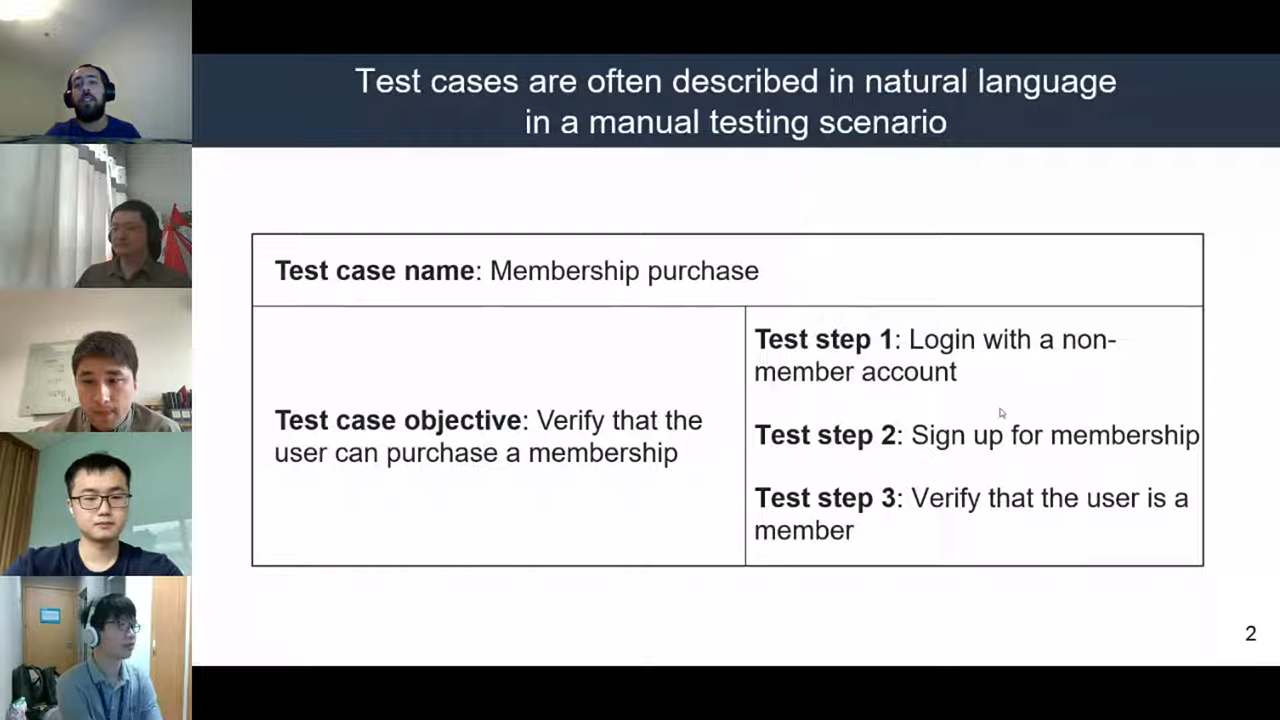 Test cases are often described in natural language
in a manual testing scenario
Test case name: Membership purchase
Test case objective: Verify that the
user can purchase a membership
Test step 1: Login with a non-
member account
Test step 2: Sign up for membership
Test step 3: Verify that the user is a
member
2